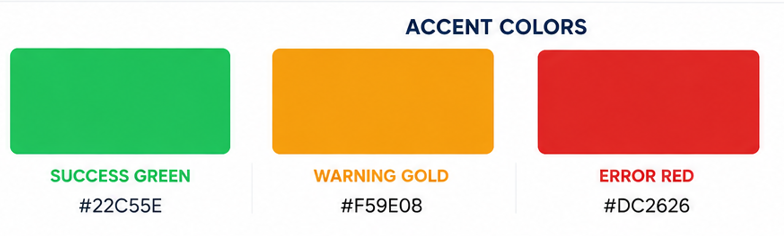 ACCENT COLORS
SUCCESS GREEN
#22C55E
WARNING GOLD
#F59E08
ERROR RED
#DC2626